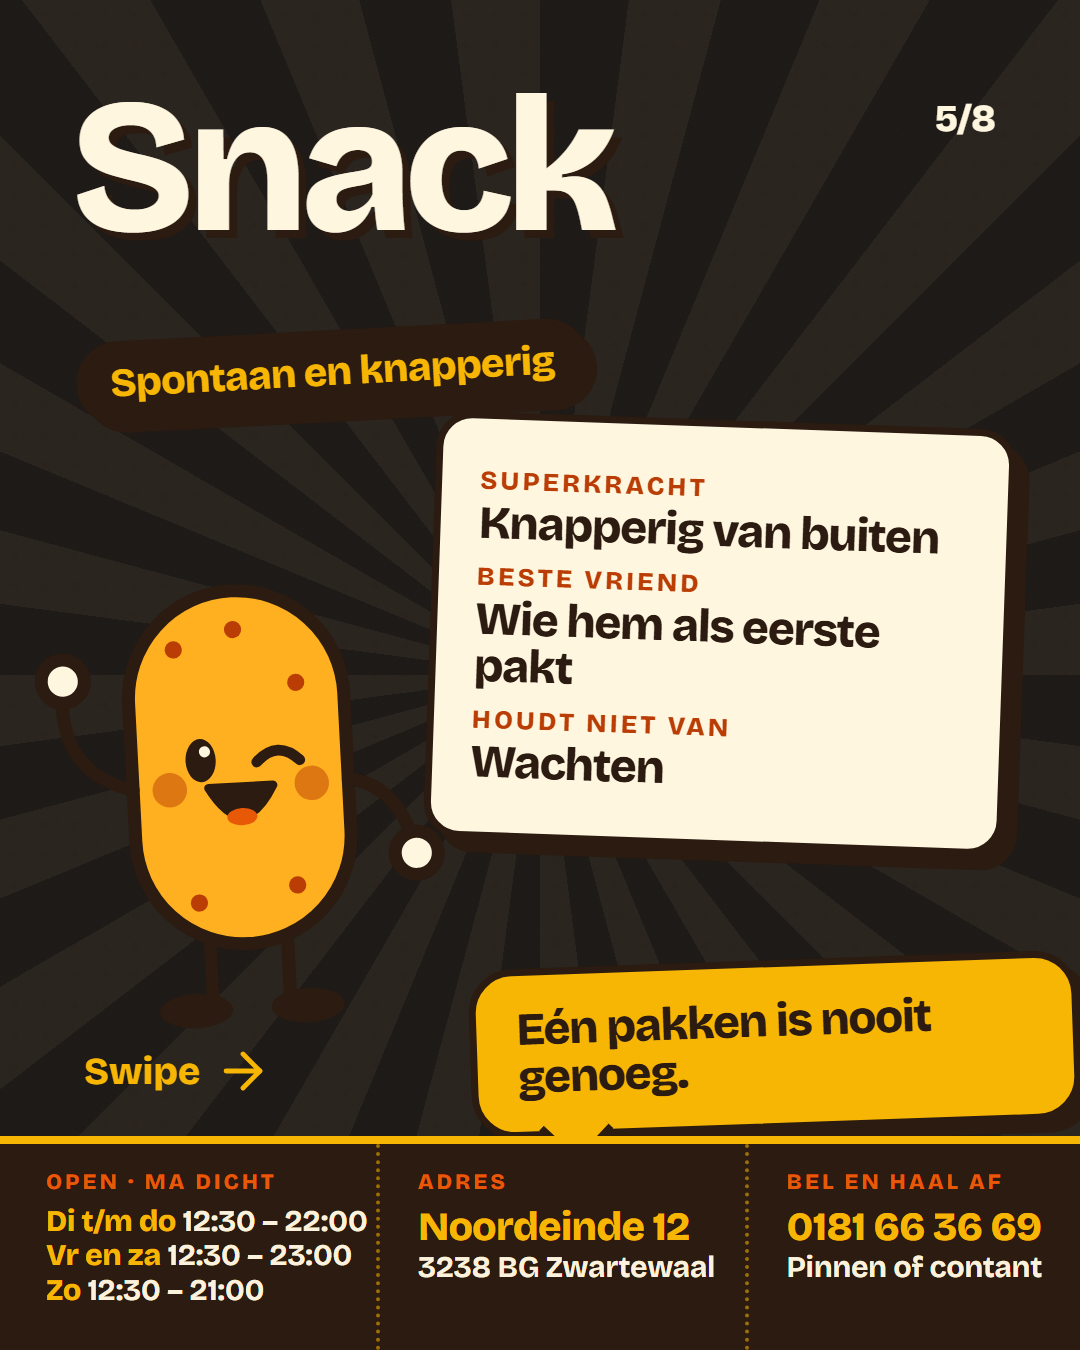 Snack
5/8
Spontaan en knapperig
SUPERKRACHT
Knapperig van buiten
BESTE VRIEND
Wie hem als eerste
pakt
HOUDT NIET VAN
Wachten
Eén pakken is nooit
genoeg.
Swipe →
OPEN · MA DICHT
Di t/m do 12:30 – 22:00
Vr en za 12:30 – 23:00
Zo 12:30 – 21:00
ADRES
Noordeinde 12
3238 BG Zwartewaal
BEL EN HAAL AF
0181 66 36 69
Pinnen of contant